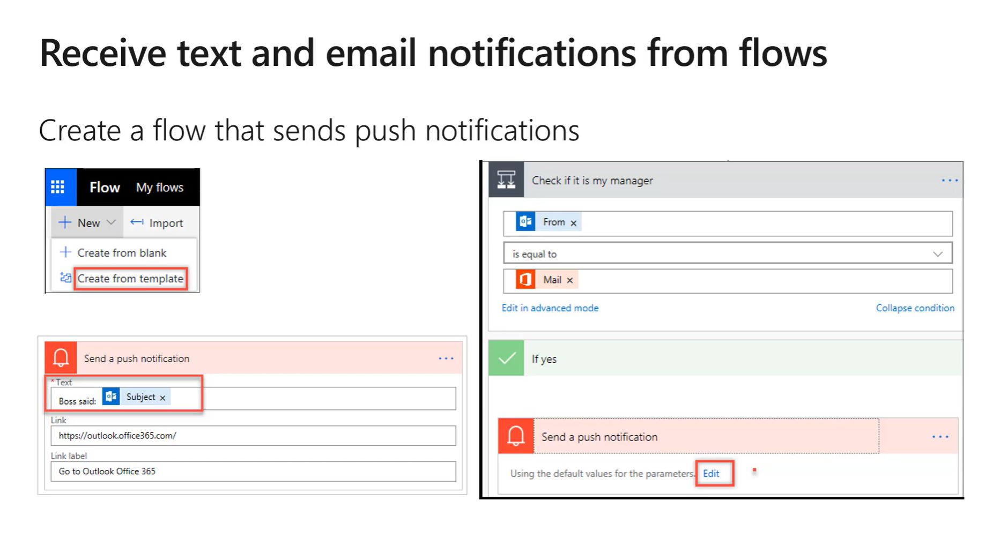 Receive text and email notifications from flows
Create a flow that sends push notifications
Flow My flows
New Import
Create from blank
Create from template
Send a push notification
* Text
Boss said: Subject ×
Link
https://outlook.office365.com/
Link label
Go to Outlook Office 365
Check if it is my manager
From ×
is equal to
Mail ×
Edit in advanced mode Collapse condition
If yes
Send a push notification
Using the default values for the parameters. Edit